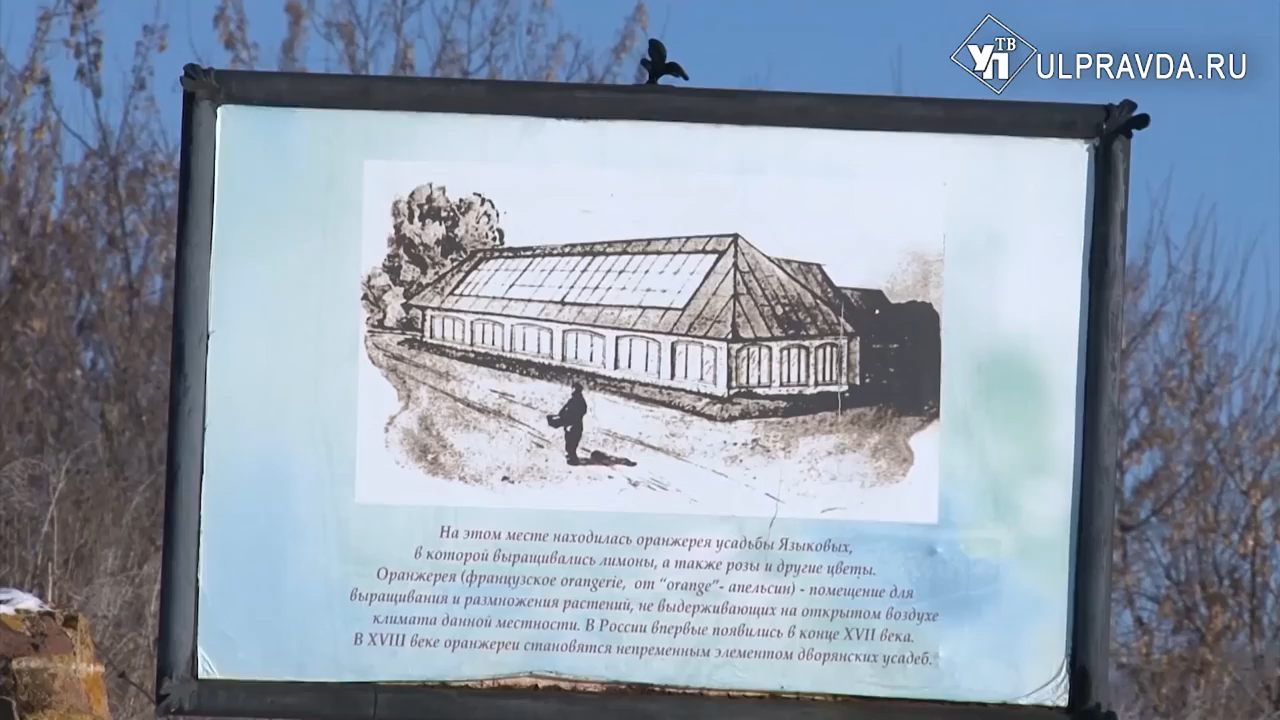 УП ТВ ULPRAVDA.RU
На этом месте находилась оранжерея усадьбы Языковых,
в которой выращивались лимоны, а также розы и другие цветы.
Оранжерея (французское orangerie, от “orange”- апельсин) - помещение для
выращивания и размножения растений, не выдерживающих на открытом воздухе
климата данной местности. В России впервые появились в конце XVII века.
В XVIII веке оранжереи становятся непременным элементом дворянских усадеб.